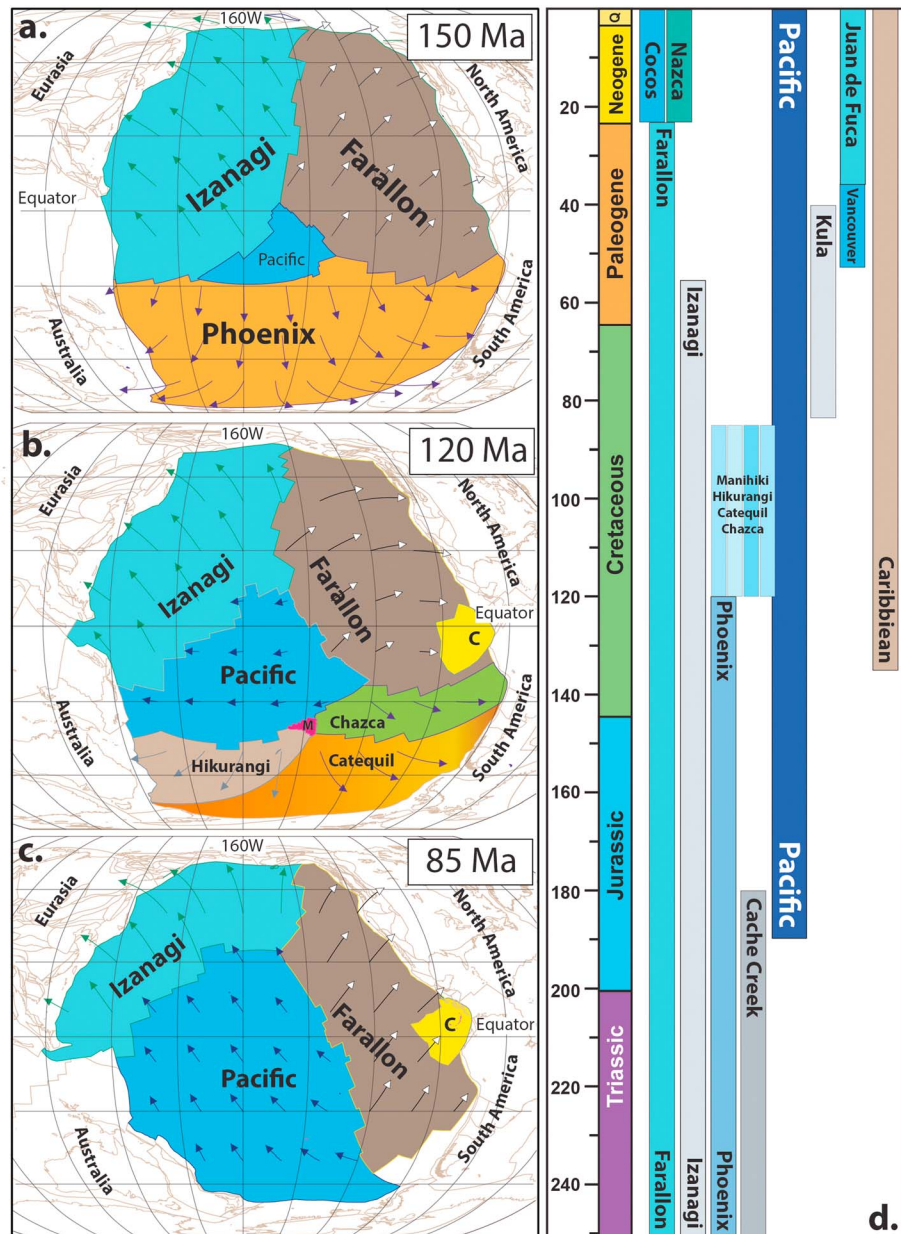 a.
160W
150 Ma
Eurasia
North America
Izanagi
Farallon
Equator
Pacific
Phoenix
Australia
South America
b.
160W
120 Ma
Eurasia
North America
Izanagi
Farallon
Equator
C
Pacific
M
Chazca
Hikurangi
Catequil
Australia
South America
c.
160W
85 Ma
Eurasia
North America
Izanagi
C
Equator
Farallon
Pacific
Australia
South America
Q
Neogene
Paleogene
Cretaceous
Jurassic
Triassic
20
40
60
80
100
120
140
160
180
200
220
240
Cocos
Nazca
Pacific
Juan de Fuca
Farallon
Vancouver
Kula
Izanagi
Manihiki
Hikurangi
Catequil
Chazca
Phoenix
Caribbiean
Pacific
Cache Creek
Farallon
Izanagi
Phoenix
d.